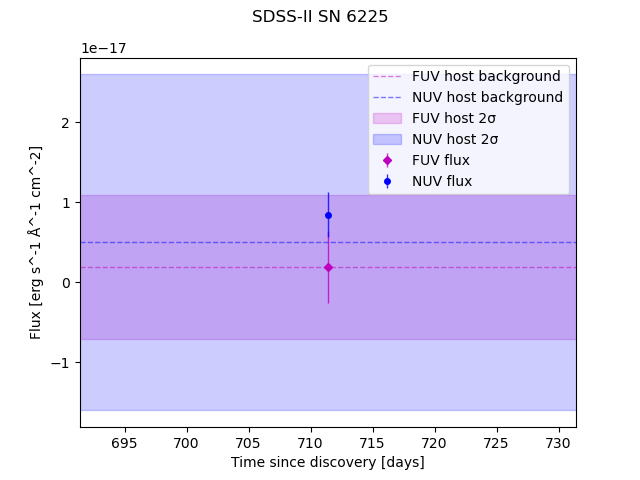 SDSS-II SN 6225
1e−17
FUV host background
NUV host background
FUV host 2σ
NUV host 2σ
FUV flux
NUV flux
2
1
0
−1
Flux [erg s^-1 Å^-1 cm^-2]
695 700 705 710 715 720 725 730
Time since discovery [days]